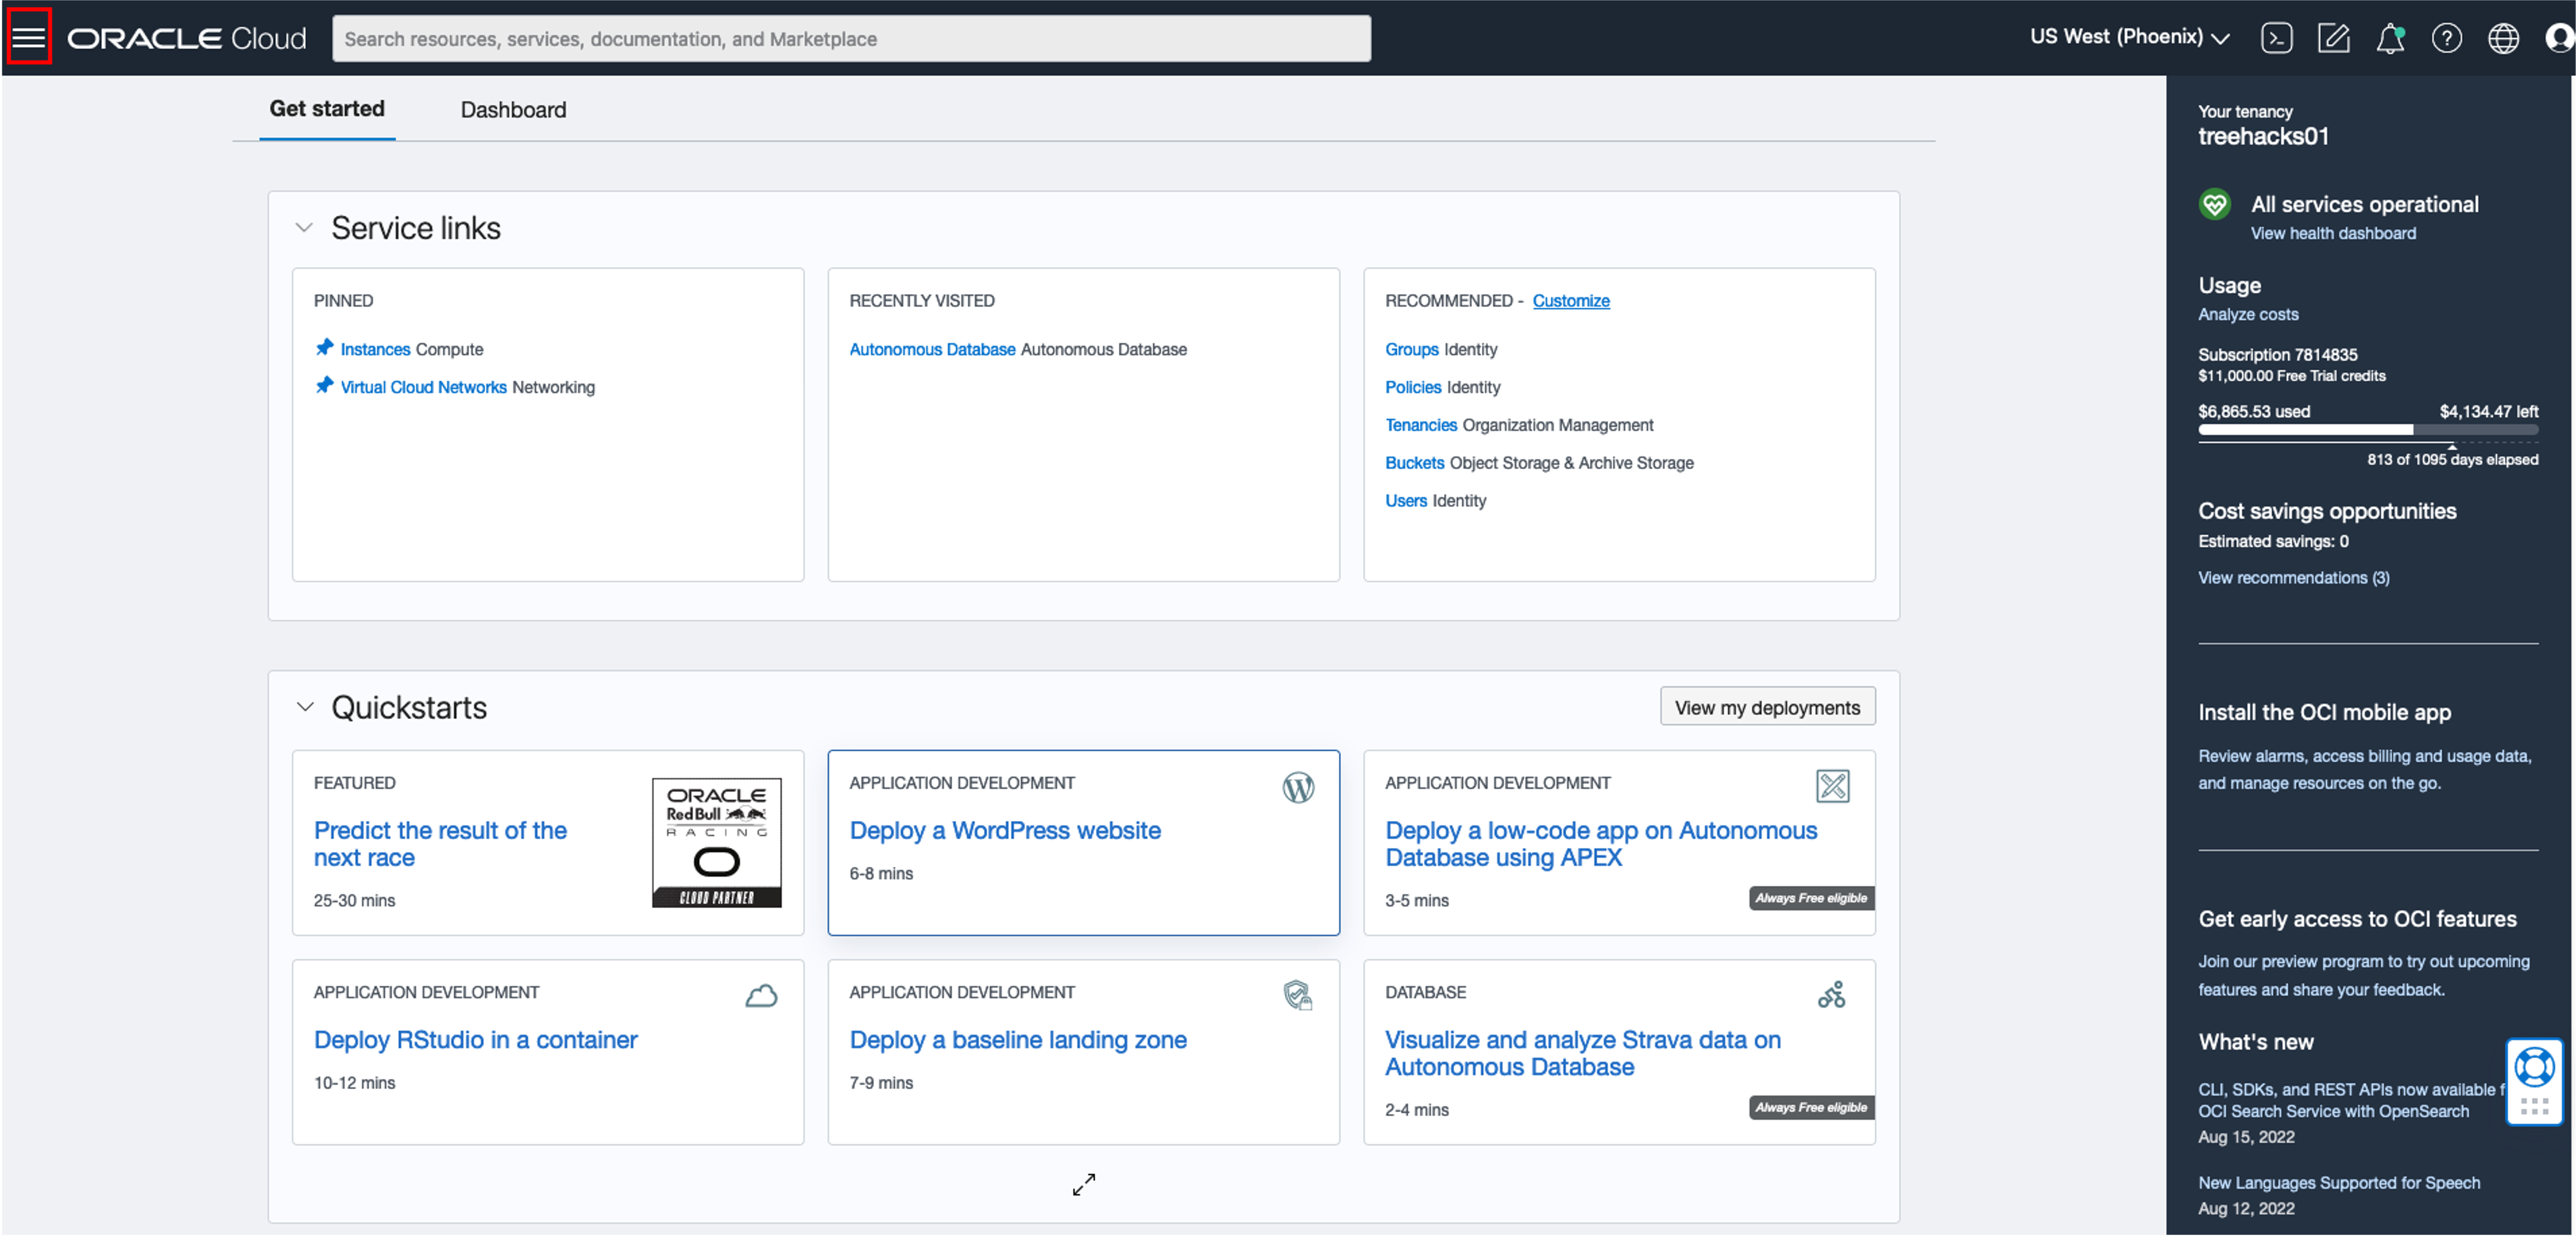 ORACLE Cloud
Search resources, services, documentation, and Marketplace
US West (Phoenix)
Get started
Dashboard
Service links
PINNED
Instances Compute
Virtual Cloud Networks Networking
RECENTLY VISITED
Autonomous Database Autonomous Database
RECOMMENDED - Customize
Groups Identity
Policies Identity
Tenancies Organization Management
Buckets Object Storage & Archive Storage
Users Identity
Quickstarts
View my deployments
FEATURED
Predict the result of the
next race
25-30 mins
ORACLE
Red Bull
RACING
CLOUD PARTNER
APPLICATION DEVELOPMENT
Deploy a WordPress website
6-8 mins
APPLICATION DEVELOPMENT
Deploy a low-code app on Autonomous
Database using APEX
3-5 mins
Always Free eligible
APPLICATION DEVELOPMENT
Deploy RStudio in a container
10-12 mins
APPLICATION DEVELOPMENT
Deploy a baseline landing zone
7-9 mins
DATABASE
Visualize and analyze Strava data on
Autonomous Database
2-4 mins
Always Free eligible
Your tenancy
treehacks01
All services operational
View health dashboard
Usage
Analyze costs
Subscription 7814835
$11,000.00 Free Trial credits
$6,865.53 used
$4,134.47 left
813 of 1095 days elapsed
Cost savings opportunities
Estimated savings: 0
View recommendations (3)
Install the OCI mobile app
Review alarms, access billing and usage data,
and manage resources on the go.
Get early access to OCI features
Join our preview program to try out upcoming
features and share your feedback.
What's new
CLI, SDKs, and REST APIs now available
OCI Search Service with OpenSearch
Aug 15, 2022
New Languages Supported for Speech
Aug 12, 2022